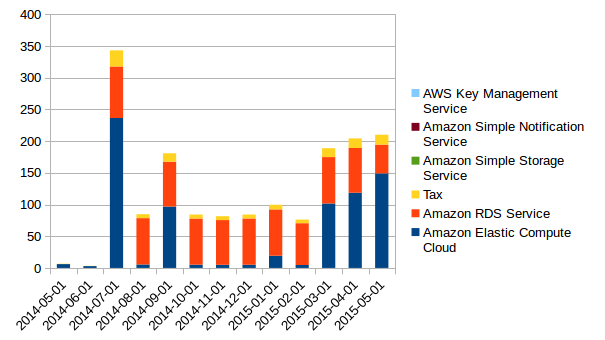 400
350
300
250
200
150
100
50
0
2014-05-01
2014-06-01
2014-07-01
2014-08-01
2014-09-01
2014-10-01
2014-11-01
2014-12-01
2015-01-01
2015-02-01
2015-03-01
2015-04-01
2015-05-01
AWS Key Management
Service
Amazon Simple Notification
Service
Amazon Simple Storage
Service
Tax
Amazon RDS Service
Amazon Elastic Compute
Cloud